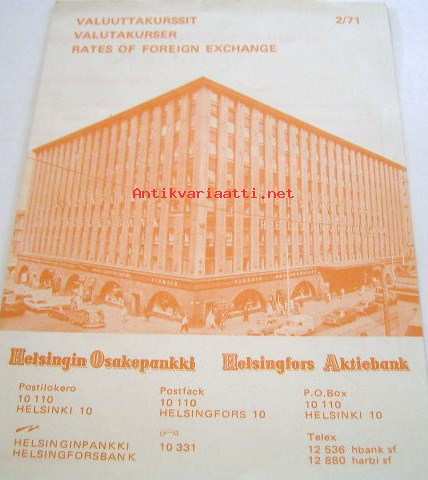 VALUUTTAKURSSIT 2/71
VALUTAKURSER
RATES OF FOREIGN EXCHANGE
Antikvariaatti.net
Helsingin Osakepankki Helsingfors Aktiebank
Postilokero Postfack P.O.Box
10 110 10 110 10 110
HELSINKI 10 HELSINGFORS 10 HELSINKI 10
HELSINGINPANKKI 10 331 Telex
HELSINGFORSBANK 12 536 hbank sf
12 880 harbi sf